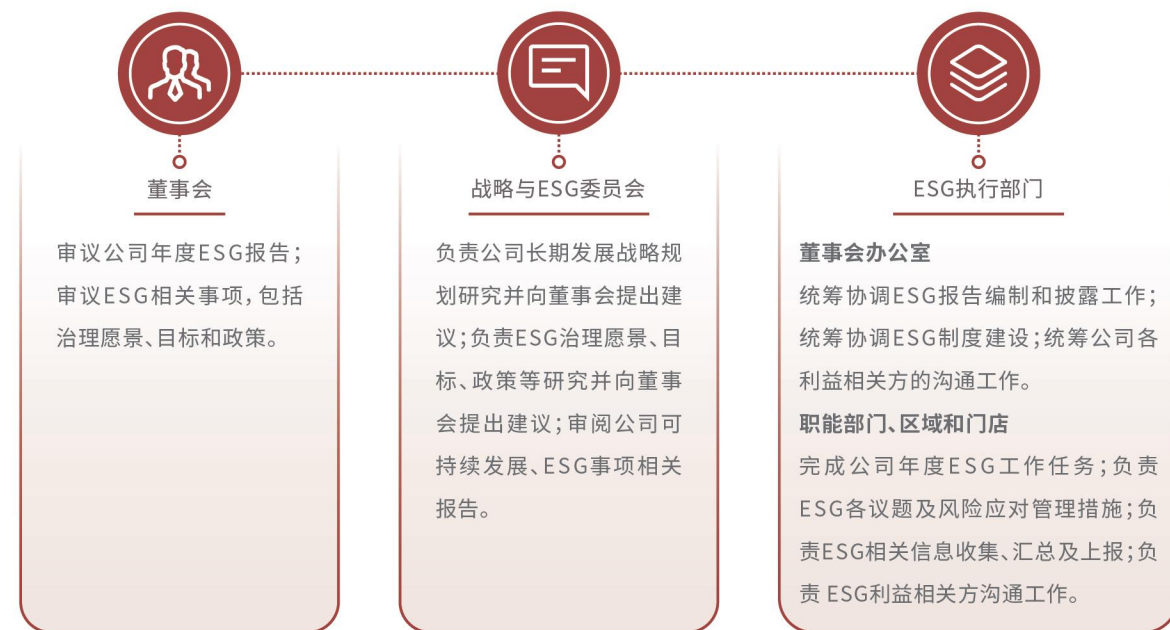 董事会
审议公司年度ESG报告；
审议ESG相关事项，包括
治理愿景、目标和政策。
战略与ESG委员会
负责公司长期发展战略规
划研究并向董事会提出建
议；负责ESG治理愿景、目
标、政策等研究并向董事
会提出建议；审阅公司可
持续发展、ESG事项相关
报告。
ESG执行部门
董事会办公室
统筹协调ESG报告编制和披露工作；
统筹协调ESG制度建设；统筹公司各
利益相关方的沟通工作。
职能部门、区域和门店
完成公司年度ESG工作任务；负责
ESG各议题及风险应对管理措施；负
责ESG相关信息收集、汇总及上报；负
责 ESG利益相关方沟通工作。